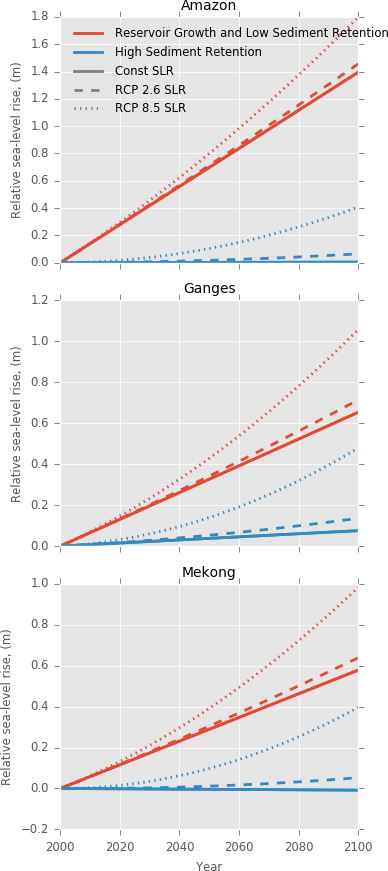 Amazon
1.8
1.6
1.4
1.2
1.0
0.8
0.6
0.4
0.2
0.0
Relative sea-level rise, (m)
Reservoir Growth and Low Sediment Retention
High Sediment Retention
Const SLR
RCP 2.6 SLR
RCP 8.5 SLR
Ganges
1.2
1.0
0.8
0.6
0.4
0.2
0.0
Relative sea-level rise, (m)
Mekong
1.0
0.8
0.6
0.4
0.2
0.0
−0.2
Relative sea-level rise, (m)
2000 2020 2040 2060 2080 2100
Year